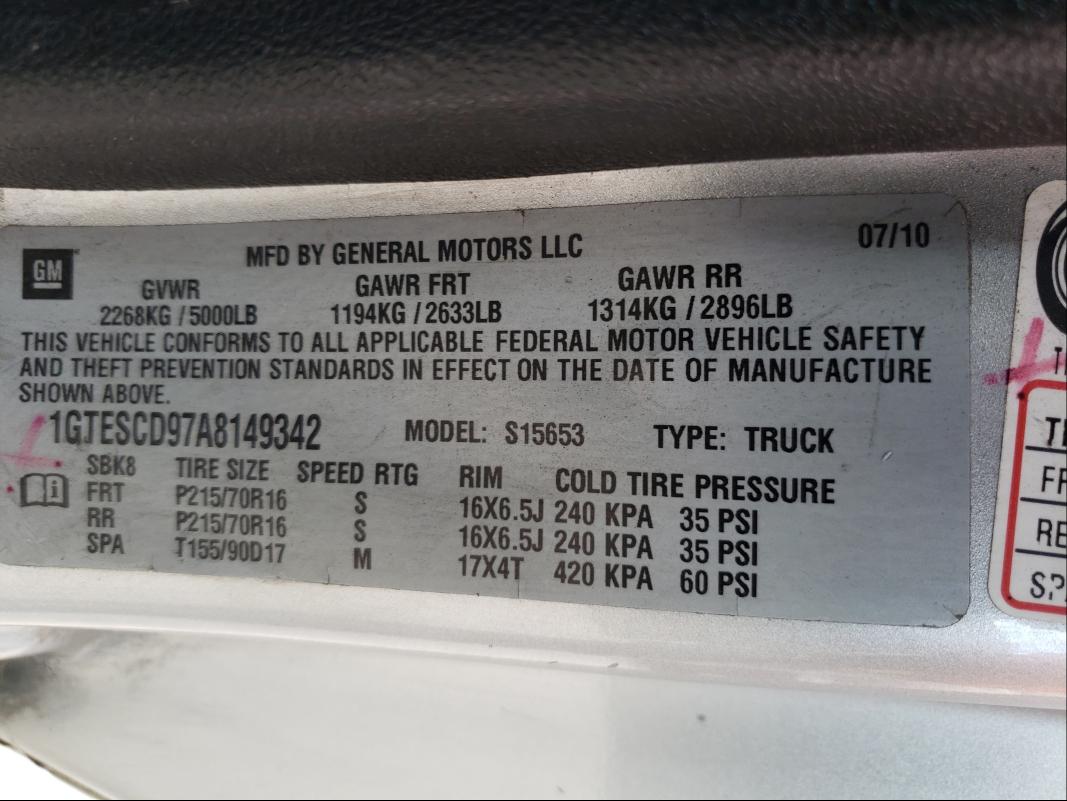 07/10
GM
MFD BY GENERAL MOTORS LLC
GVWR GAWR FRT GAWR RR
2268KG / 5000LB 1194KG / 2633LB 1314KG / 2896LB
THIS VEHICLE CONFORMS TO ALL APPLICABLE FEDERAL MOTOR VEHICLE SAFETY
AND THEFT PREVENTION STANDARDS IN EFFECT ON THE DATE OF MANUFACTURE
SHOWN ABOVE.
1GTESCD97A8149342 MODEL: S15653 TYPE: TRUCK
SBK8 TIRE SIZE SPEED RTG RIM COLD TIRE PRESSURE
FRT P215/70R16 S 16X6.5J 240 KPA 35 PSI
RR P215/70R16 S 16X6.5J 240 KPA 35 PSI
SPA T155/90D17 M 17X4T 420 KPA 60 PSI